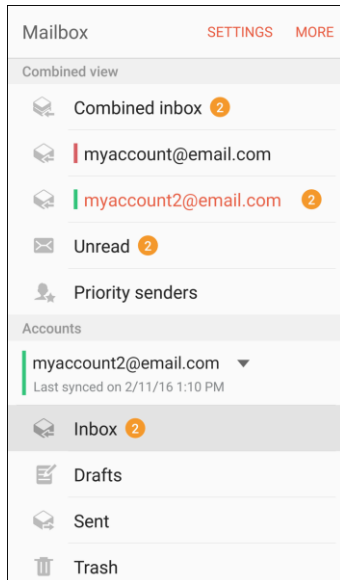 Mailbox SETTINGS MORE
Combined view
Combined inbox 2
myaccount@email.com
myaccount2@email.com 2
Unread 2
Priority senders
Accounts
myaccount2@email.com
Last synced on 2/11/16 1:10 PM
Inbox 2
Drafts
Sent
Trash